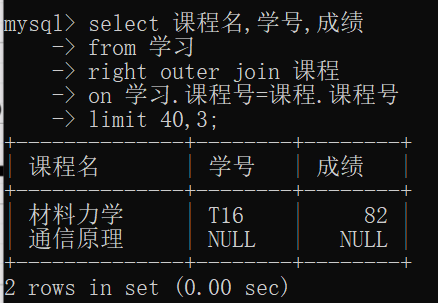 mysql> select 课程名,学号,成绩
-> from 学习
-> right outer join 课程
-> on 学习.课程号=课程.课程号
-> limit 40,3;
+--------------+--------+--------+
| 课程名 | 学号 | 成绩 |
+--------------+--------+--------+
| 材料力学 | T16 | 82 |
| 通信原理 | NULL | NULL |
+--------------+--------+--------+
2 rows in set (0.00 sec)